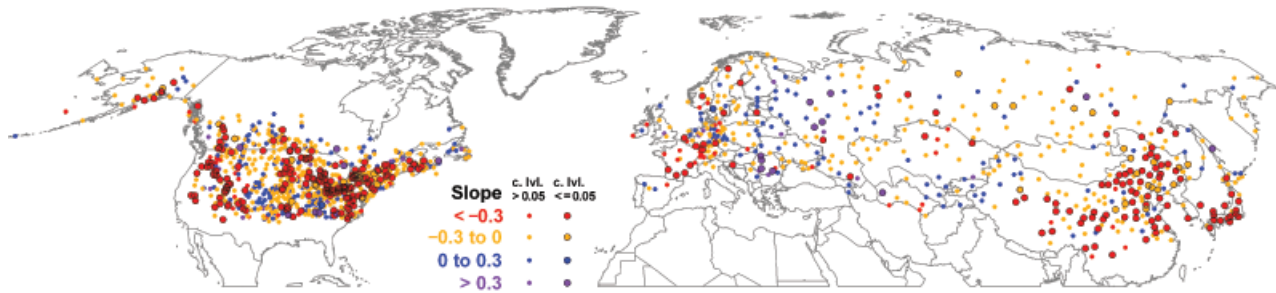 Slope c. lvl. > 0.05 c. lvl. <= 0.05
< −0.3
−0.3 to 0
0 to 0.3
> 0.3